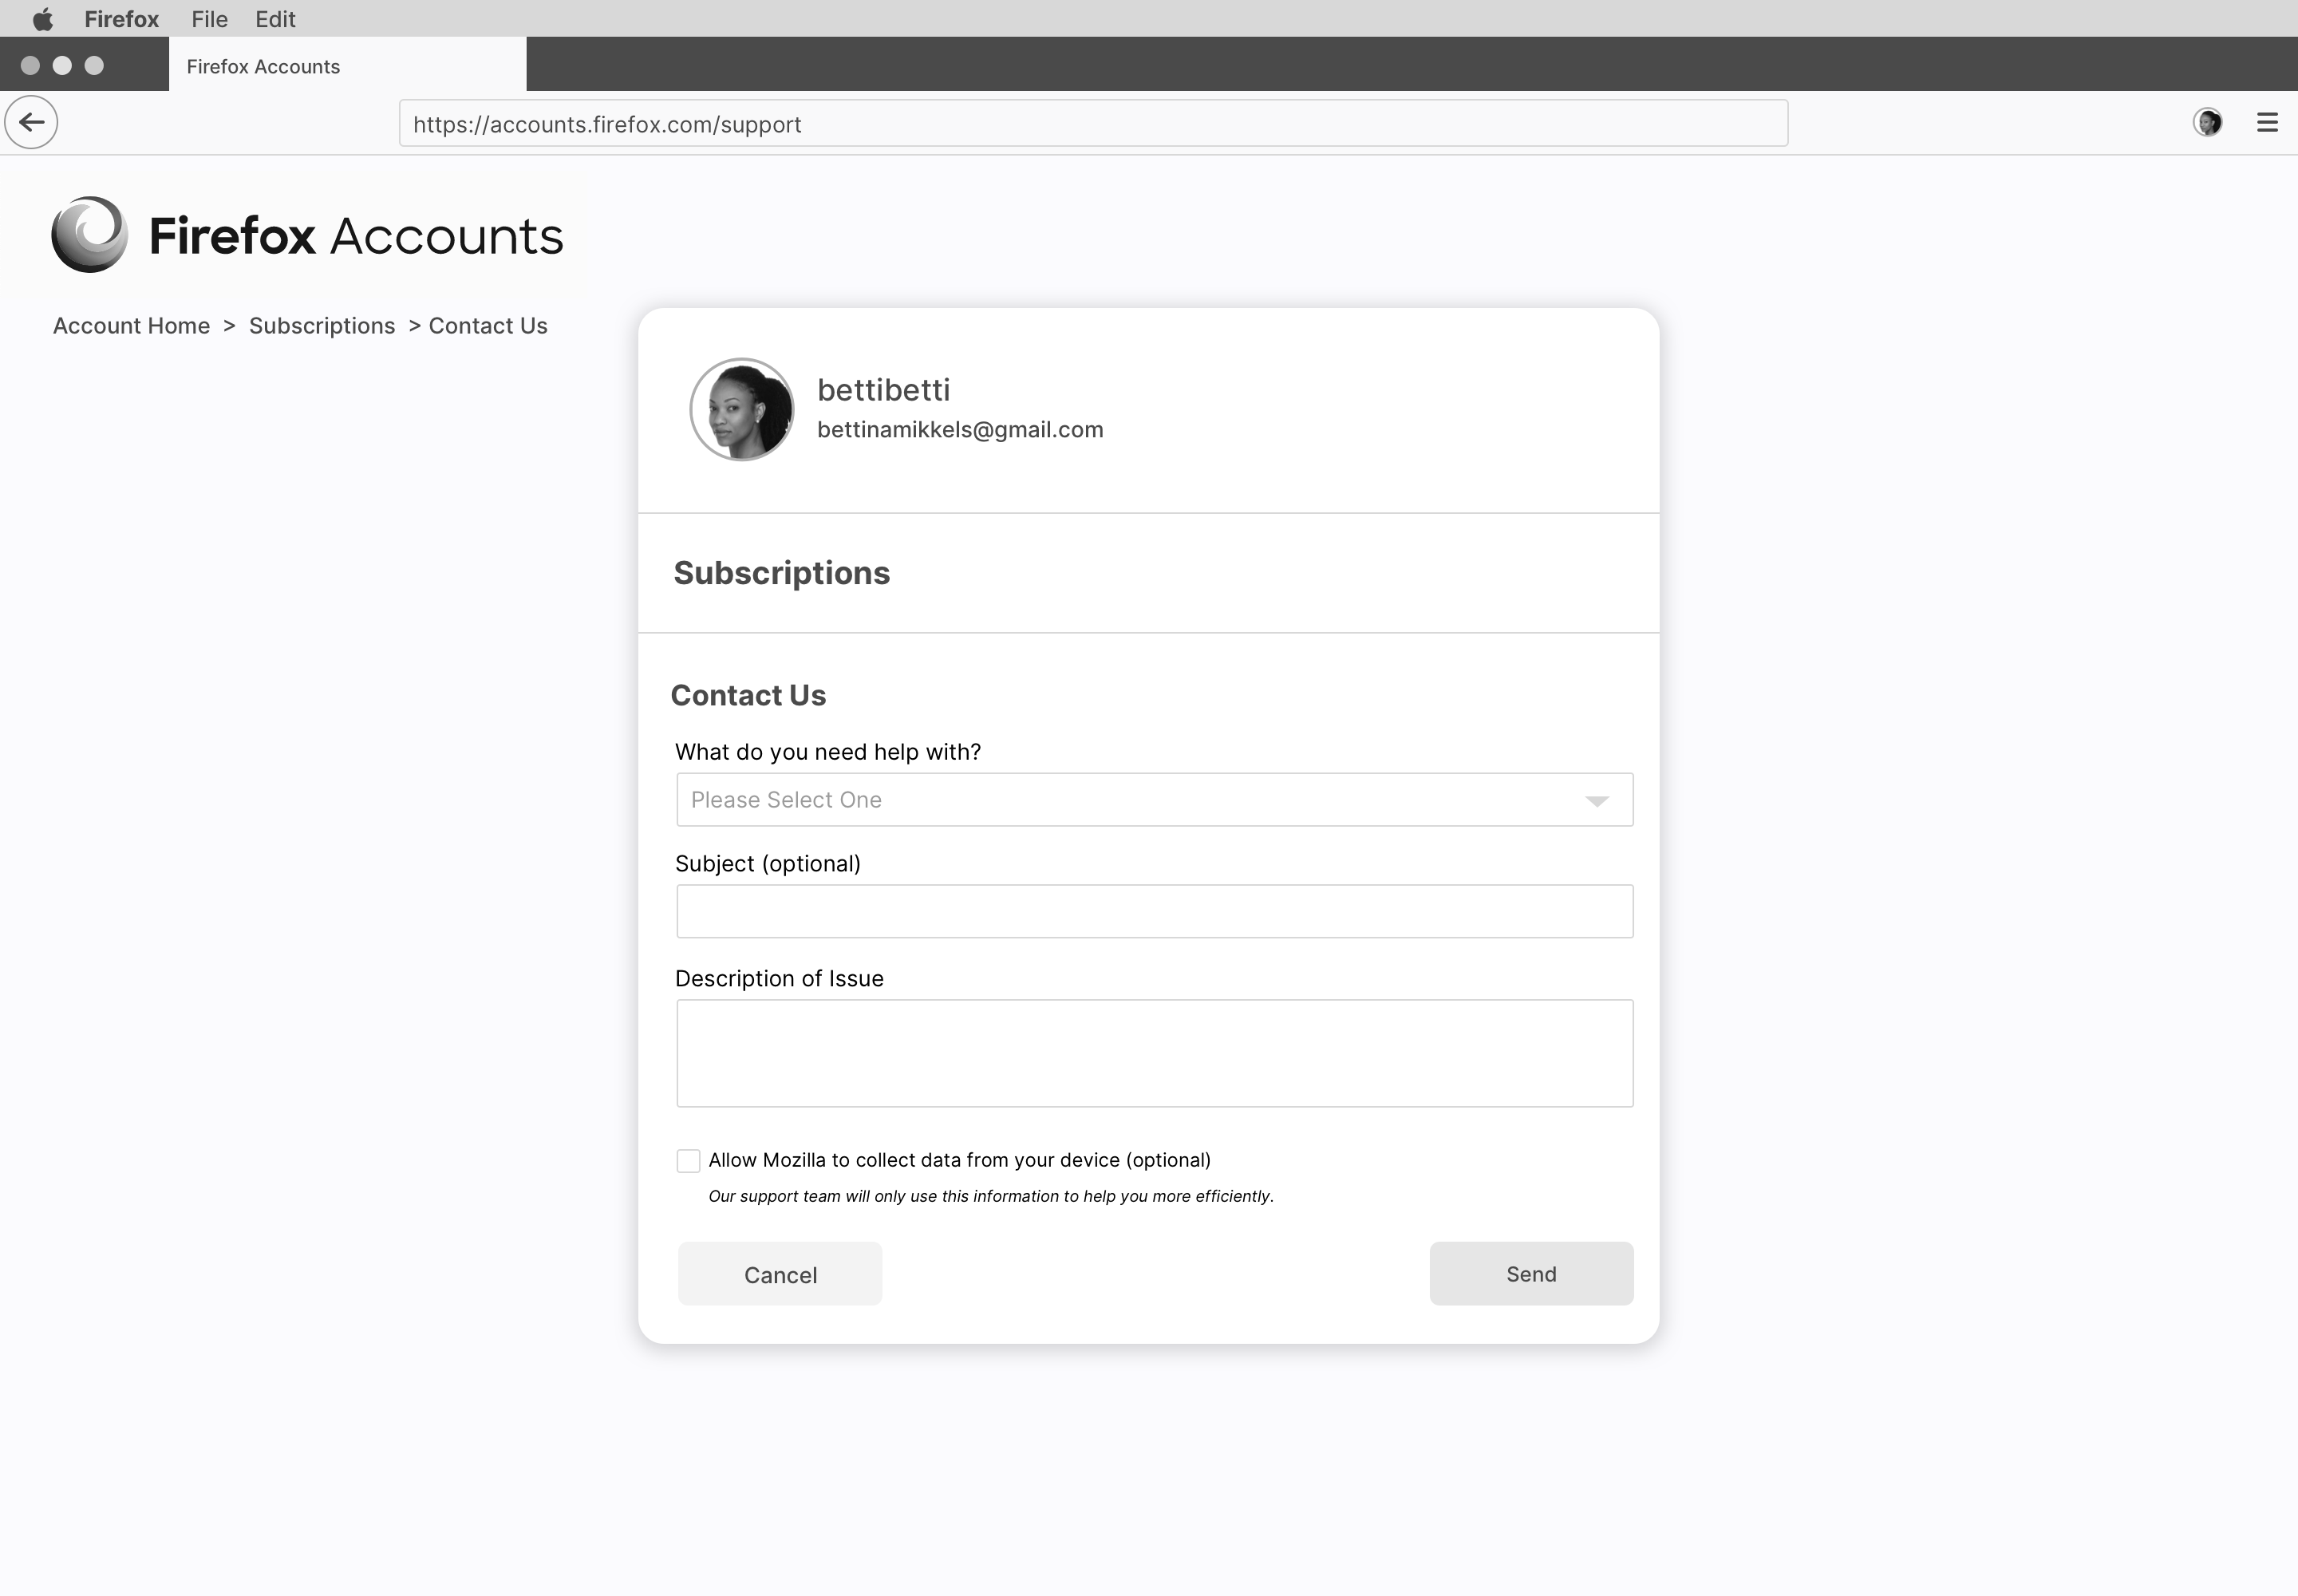 Firefox File Edit
Firefox Accounts
https://accounts.firefox.com/support
Firefox Accounts
Account Home > Subscriptions > Contact Us
bettibetti
bettinamikkels@gmail.com
Subscriptions
Contact Us
What do you need help with?
Please Select One
Subject (optional)
Description of Issue
Allow Mozilla to collect data from your device (optional)
Our support team will only use this information to help you more efficiently.
Cancel Send